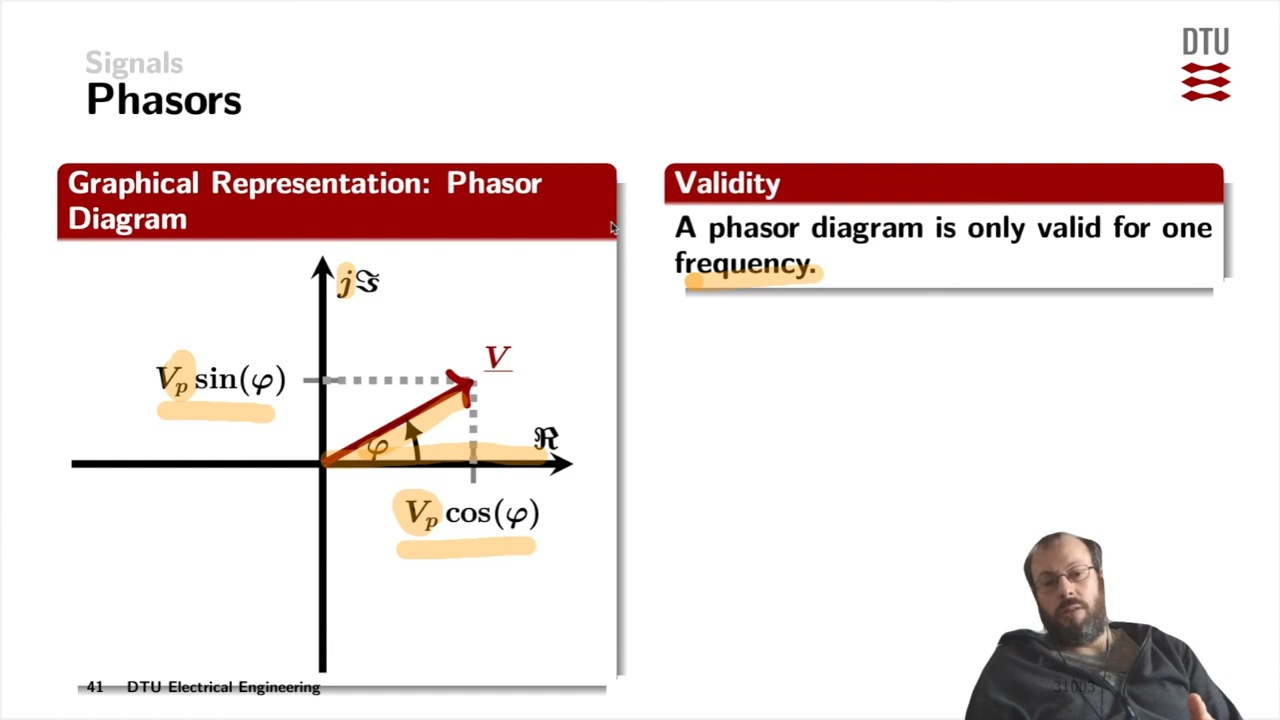 Signals
Phasors
DTU
Graphical Representation: Phasor
Diagram
Validity
A phasor diagram is only valid for one
frequency.
jℑ
V
V_p sin(φ)
φ
ℜ
V_p cos(φ)
41 DTU Electrical Engineering